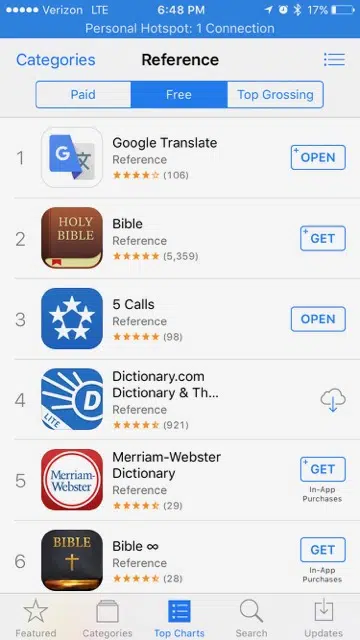 Verizon LTE 6:48 PM 17%
Personal Hotspot: 1 Connection
Categories Reference
Paid Free Top Grossing
1
Google Translate
Reference
(106)
OPEN
G
文
2
HOLY
BIBLE
Bible
Reference
(5,359)
GET
3
5 Calls
Reference
(98)
OPEN
4
D
LITE
Dictionary.com
Dictionary & Th...
Reference
(921)
5
Merriam-
Webster
Merriam-Webster
Dictionary
Reference
(29)
GET
In-App
Purchases
6
BIBLE
Bible ∞
Reference
(28)
GET
In-App
Purchases
Featured Categories Top Charts Search Updates